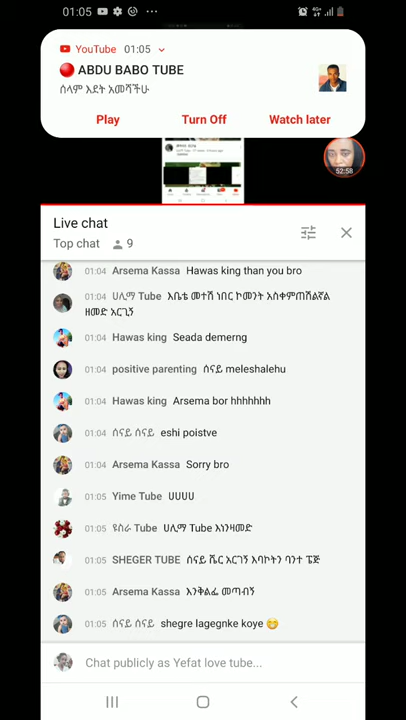 01:05
4G+
YouTube 01:05
ABDU BABO TUBE
ሰላም እደት አመሻችሁ
Play Turn Off Watch later
52:58
Live chat
Top chat 9
01:04 Arsema Kassa Hawas king than you bro
01:04 ሀሊማ Tube እቤቴ መተሽ ነበር ኮመንት አስቀምጠሽልኛል
ዘመድ አርጊኝ
01:04 Hawas king Seada demerng
01:04 positive parenting ሰናይ meleshalehu
01:04 Hawas king Arsema bor hhhhhhh
01:04 ሰናይ ሰናይ eshi poistve
01:04 Arsema Kassa Sorry bro
01:05 Yime Tube ሀሀሀሀ
01:05 ዩስራ Tube ሀሊማ Tube እነንዘመድ
01:05 SHEGER TUBE ሰናይ ሼር አርገኝ እባኮትን ባንተ ፔጅ
01:05 Arsema Kassa እንቅልፌ መጣብኝ
01:05 ሰናይ ሰናይ shegre lagegnke koye 😁
Chat publicly as Yefat love tube...